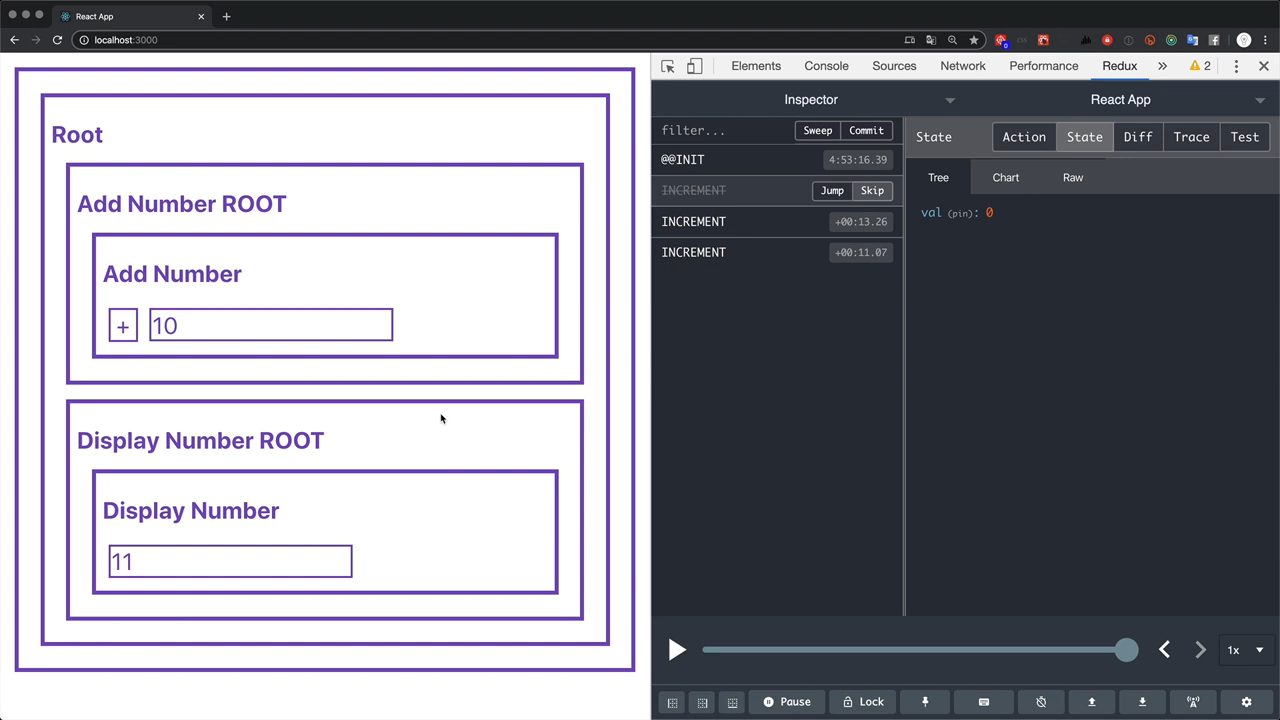 React App
localhost:3000
Elements Console Sources Network Performance Redux » 2
Inspector React App
filter... Sweep Commit
@@INIT 4:53:16.39
INCREMENT Jump Skip
INCREMENT +00:13.26
INCREMENT +00:11.07
State Action State Diff Trace Test
Tree Chart Raw
val (pin): 0
Root
Add Number ROOT
Add Number
+ 10
Display Number ROOT
Display Number
11
1x
Pause Lock